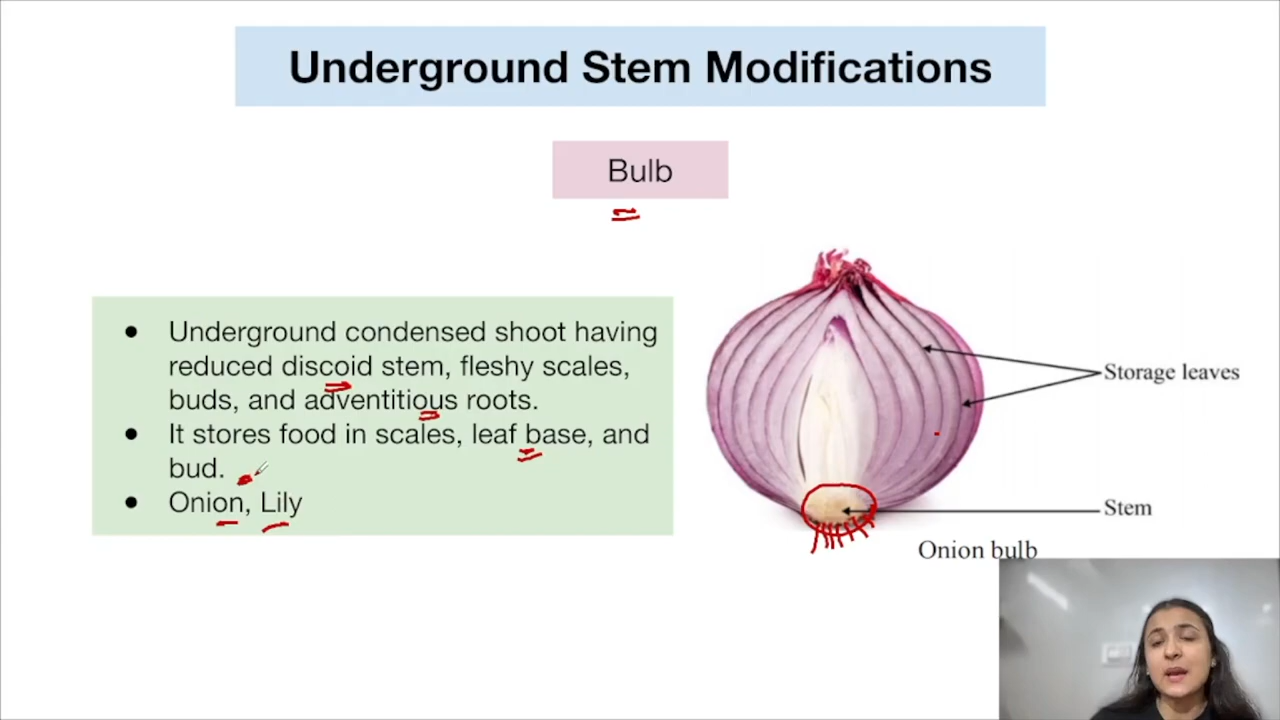 Underground Stem Modifications
Bulb
● Underground condensed shoot having
reduced discoid stem, fleshy scales,
buds, and adventitious roots.
● It stores food in scales, leaf base, and
bud.
● Onion, Lily
Storage leaves
Stem
Onion bulb